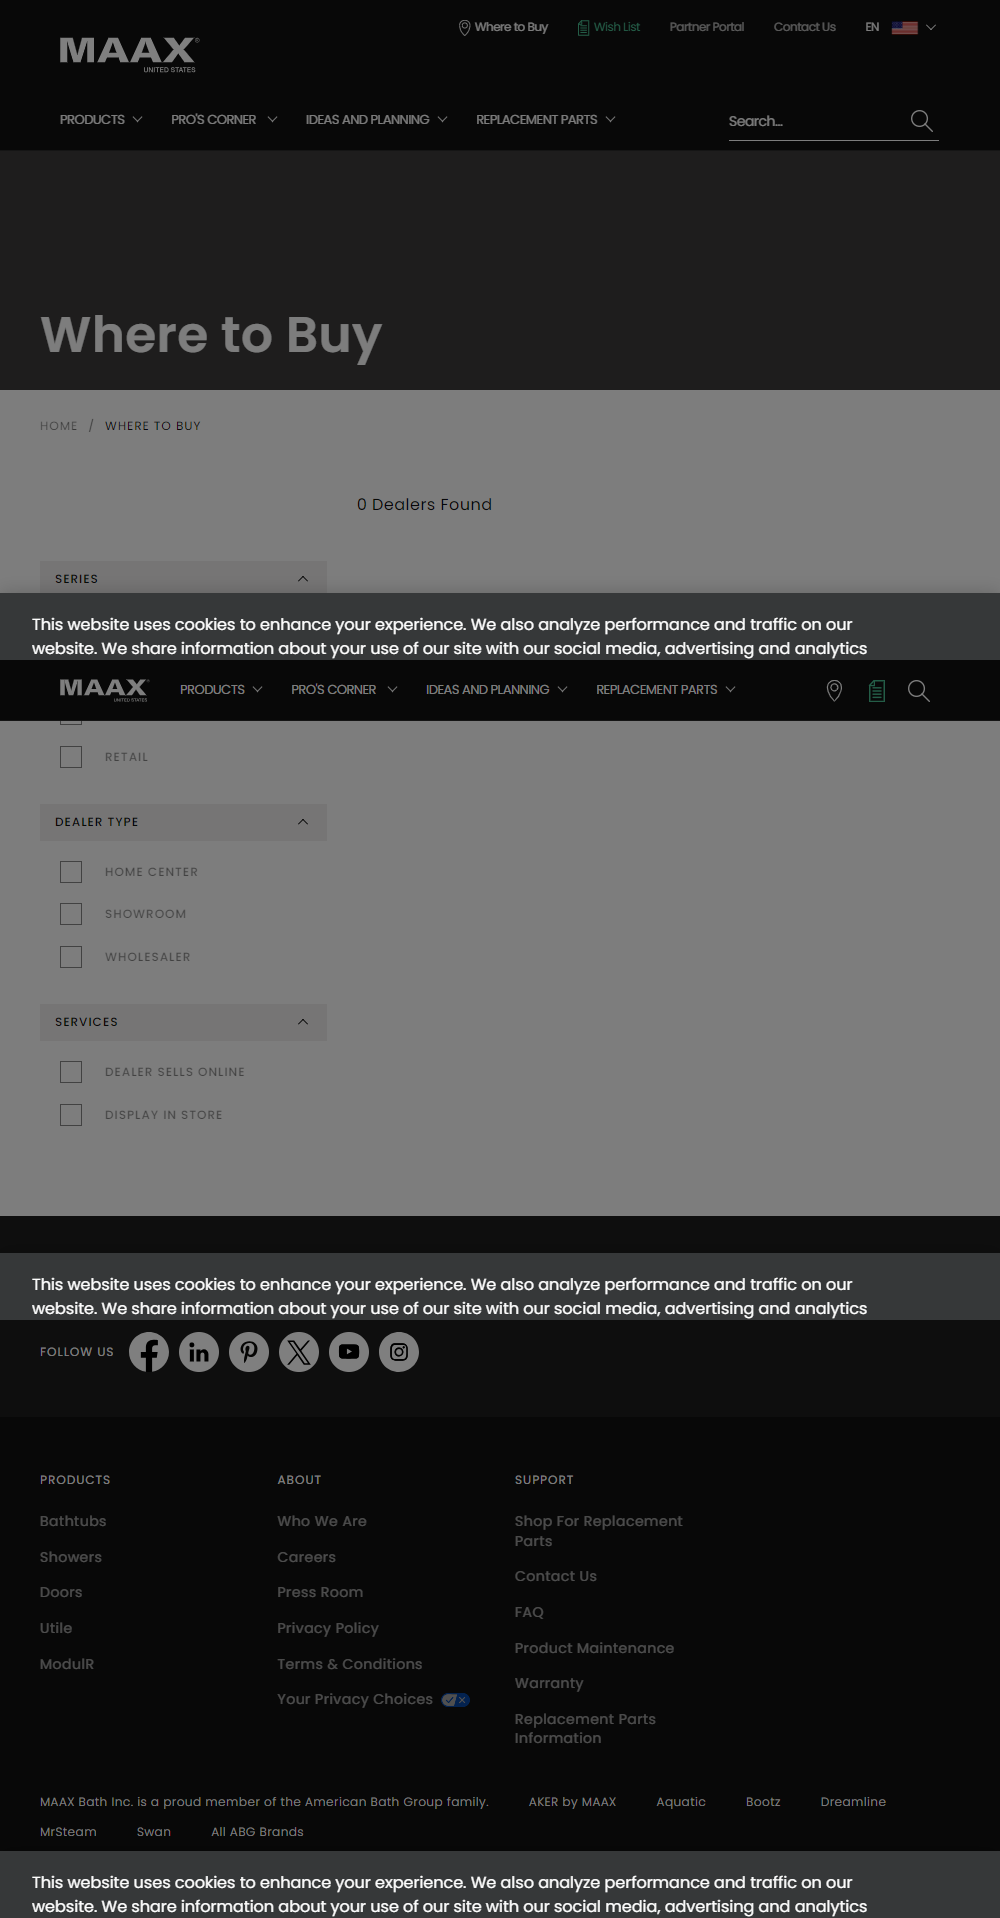 Where to Buy Wish List Partner Portal Contact Us EN
MAAX®
UNITED STATES
PRODUCTS PRO'S CORNER IDEAS AND PLANNING REPLACEMENT PARTS Search...
Where to Buy
HOME / WHERE TO BUY
0 Dealers Found
SERIES
This website uses cookies to enhance your experience. We also analyze performance and traffic on our
website. We share information about your use of our site with our social media, advertising and analytics
MAAX PRODUCTS PRO'S CORNER IDEAS AND PLANNING REPLACEMENT PARTS
UNITED STATES
RETAIL
DEALER TYPE
HOME CENTER
SHOWROOM
WHOLESALER
SERVICES
DEALER SELLS ONLINE
DISPLAY IN STORE
This website uses cookies to enhance your experience. We also analyze performance and traffic on our
website. We share information about your use of our site with our social media, advertising and analytics
FOLLOW US
PRODUCTS
Bathtubs
Showers
Doors
Utile
ModulR
ABOUT
Who We Are
Careers
Press Room
Privacy Policy
Terms & Conditions
Your Privacy Choices
SUPPORT
Shop For Replacement
Parts
Contact Us
FAQ
Product Maintenance
Warranty
Replacement Parts
Information
MAAX Bath Inc. is a proud member of the American Bath Group family. AKER by MAAX Aquatic Bootz Dreamline
MrSteam Swan All ABG Brands
This website uses cookies to enhance your experience. We also analyze performance and traffic on our
website. We share information about your use of our site with our social media, advertising and analytics